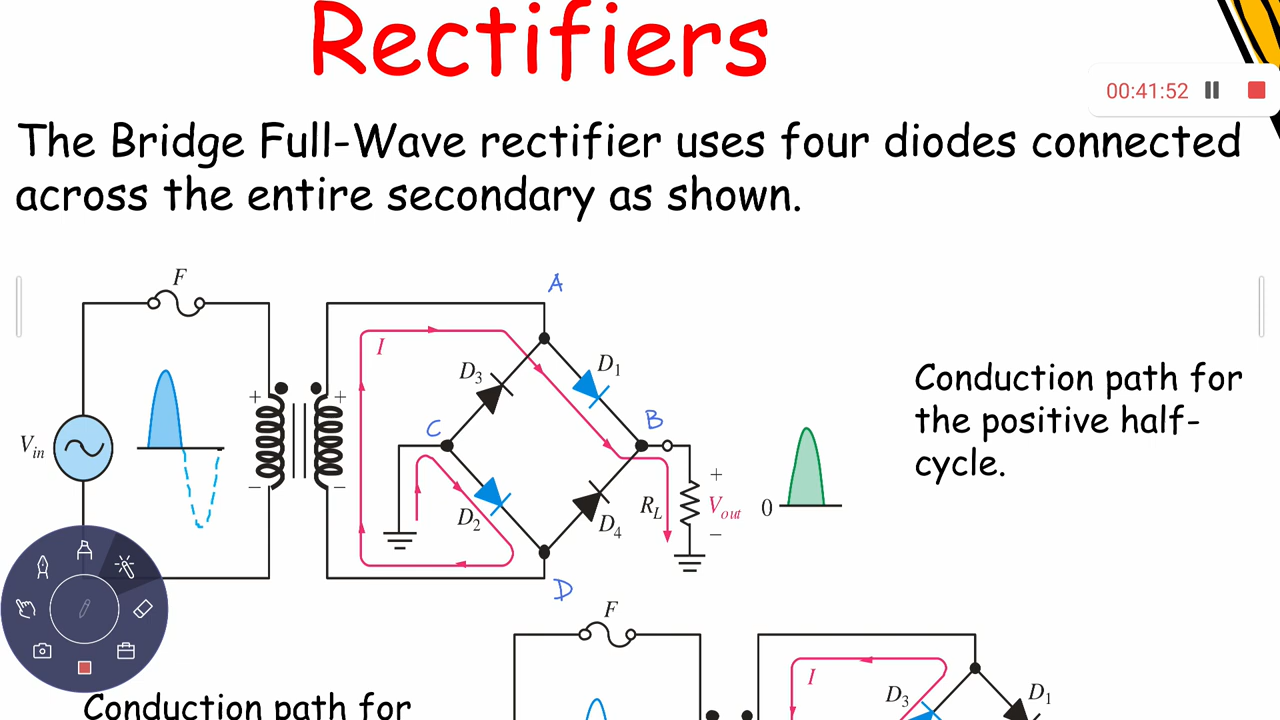 Rectifiers
00:41:52
The Bridge Full-Wave rectifier uses four diodes connected
across the entire secondary as shown.
F
A
I
D3
D1
+
+
C
B
Vin
Conduction path for
the positive half-
cycle.
+
−
−
D2
D4
RL
Vout
0
−
D
F
I
D3
D1
Conduction path for